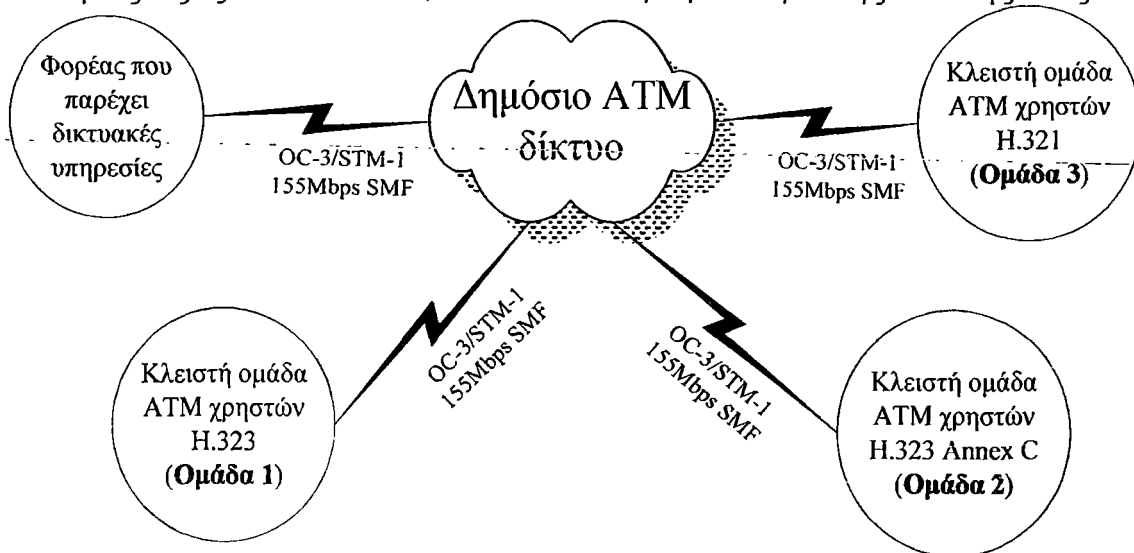 Φορέας που
παρέχει
δικτυακές
υπηρεσίες
OC-3/STM-1
155Mbps SMF
Δημόσιο ATM
δίκτυο
OC-3/STM-1
155Mbps SMF
Κλειστή ομάδα
ATM χρηστών
H.321
(Ομάδα 3)
OC-3/STM-1
155Mbps SMF
OC-3/STM-1
155Mbps SMF
Κλειστή ομάδα
ATM χρηστών
H.323
(Ομάδα 1)
Κλειστή ομάδα
ATM χρηστών
H.323 Annex C
(Ομάδα 2)